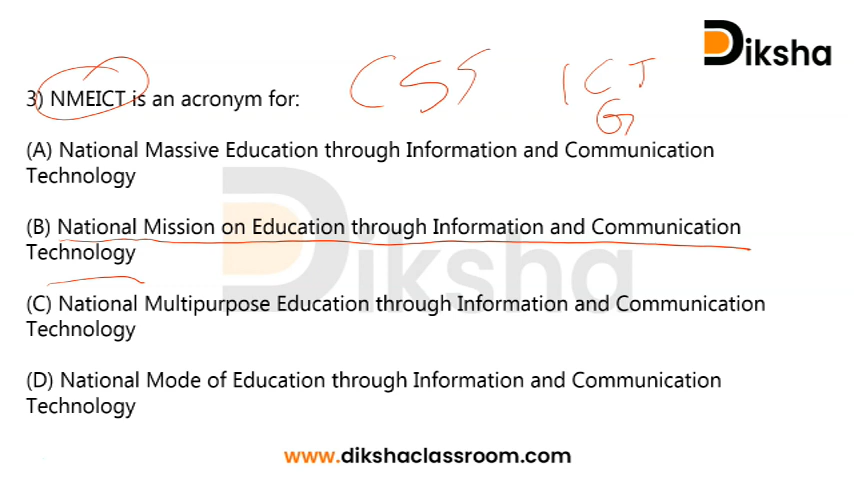 Diksha
CSS ICT
G
3) NMEICT is an acronym for:
(A) National Massive Education through Information and Communication
Technology
(B) National Mission on Education through Information and Communication
Technology
(C) National Multipurpose Education through Information and Communication
Technology
(D) National Mode of Education through Information and Communication
Technology
Diksha
www.dikshaclassroom.com